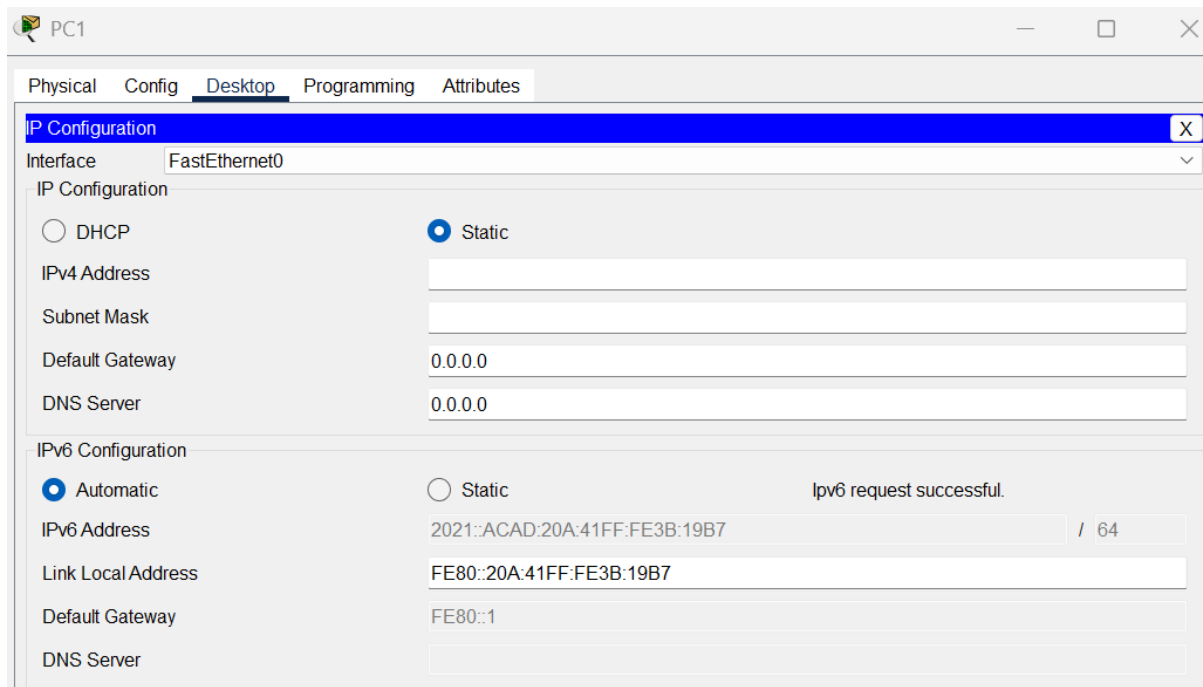 PC1
Physical Config Desktop Programming Attributes
IP Configuration X
Interface FastEthernet0
IP Configuration
DHCP Static
IPv4 Address
Subnet Mask
Default Gateway 0.0.0.0
DNS Server 0.0.0.0
IPv6 Configuration
Automatic Static Ipv6 request successful.
IPv6 Address 2021::ACAD:20A:41FF:FE3B:19B7 / 64
Link Local Address FE80::20A:41FF:FE3B:19B7
Default Gateway FE80::1
DNS Server